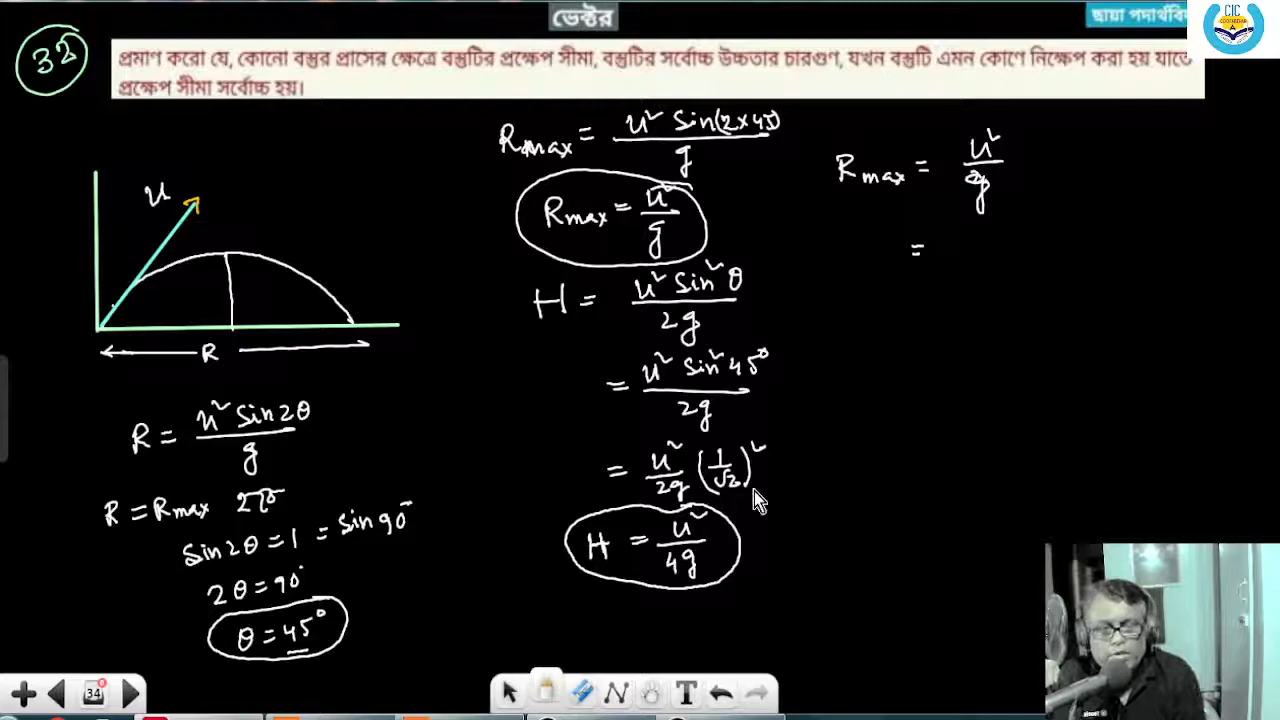 ভেক্টর
ছায়া পদার্থবিদ
CIC
COOCHBEHAR
32
প্রমাণ করো যে, কোনো বস্তুর প্রাসের ক্ষেত্রে বস্তুটির প্রক্ষেপ সীমা, বস্তুটির সর্বোচ্চ উচ্চতার চারগুণ, যখন বস্তুটি এমন কোণে নিক্ষেপ করা হয় যাতে
প্রক্ষেপ সীমা সর্বোচ্চ হয়।
u
R
R = u² Sin2θ / g
R = Rmax যখন
Sin2θ = 1 = Sin90°
2θ = 90°
θ = 45°
Rmax = u² Sin(2×45) / g
Rmax = u² / g
H = u² Sin²θ / 2g
= u² Sin²45° / 2g
= u²/2g (1/√2)²
H = u² / 4g
Rmax = u² / g
=
34
T